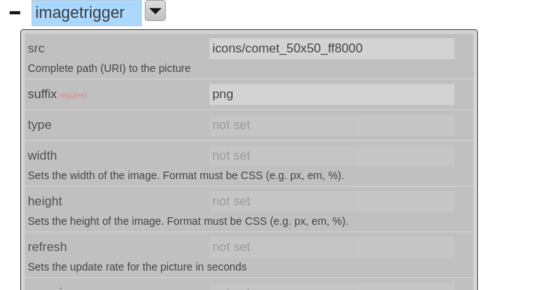 imagetrigger
src icons/comet_50x50_ff8000
Complete path (URI) to the picture
suffix required png
type not set
width not set
Sets the width of the image. Format must be CSS (e.g. px, em, %).
height not set
Sets the height of the image. Format must be CSS (e.g. px, em, %).
refresh not set
Sets the update rate for the picture in seconds